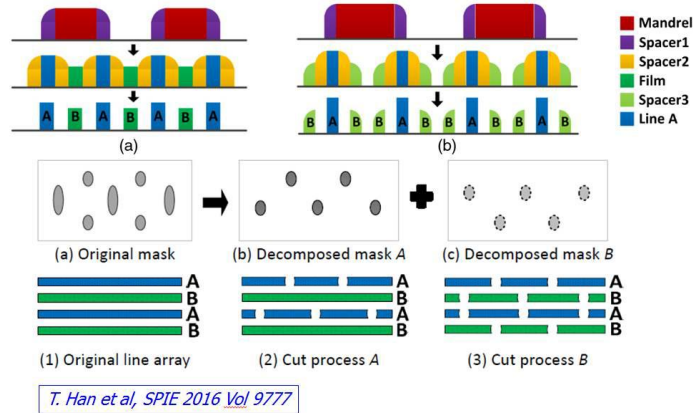 Mandrel
Spacer1
Spacer2
Film
Spacer3
Line A
A B A B A B A
B A B B A B B A B B A B
(a)
(b)
(a) Original mask
(b) Decomposed mask A
(c) Decomposed mask B
A
B
A
B
A
B
A
B
A
B
A
B
(1) Original line array
(2) Cut process A
(3) Cut process B
T. Han et al, SPIE 2016 Vol 9777